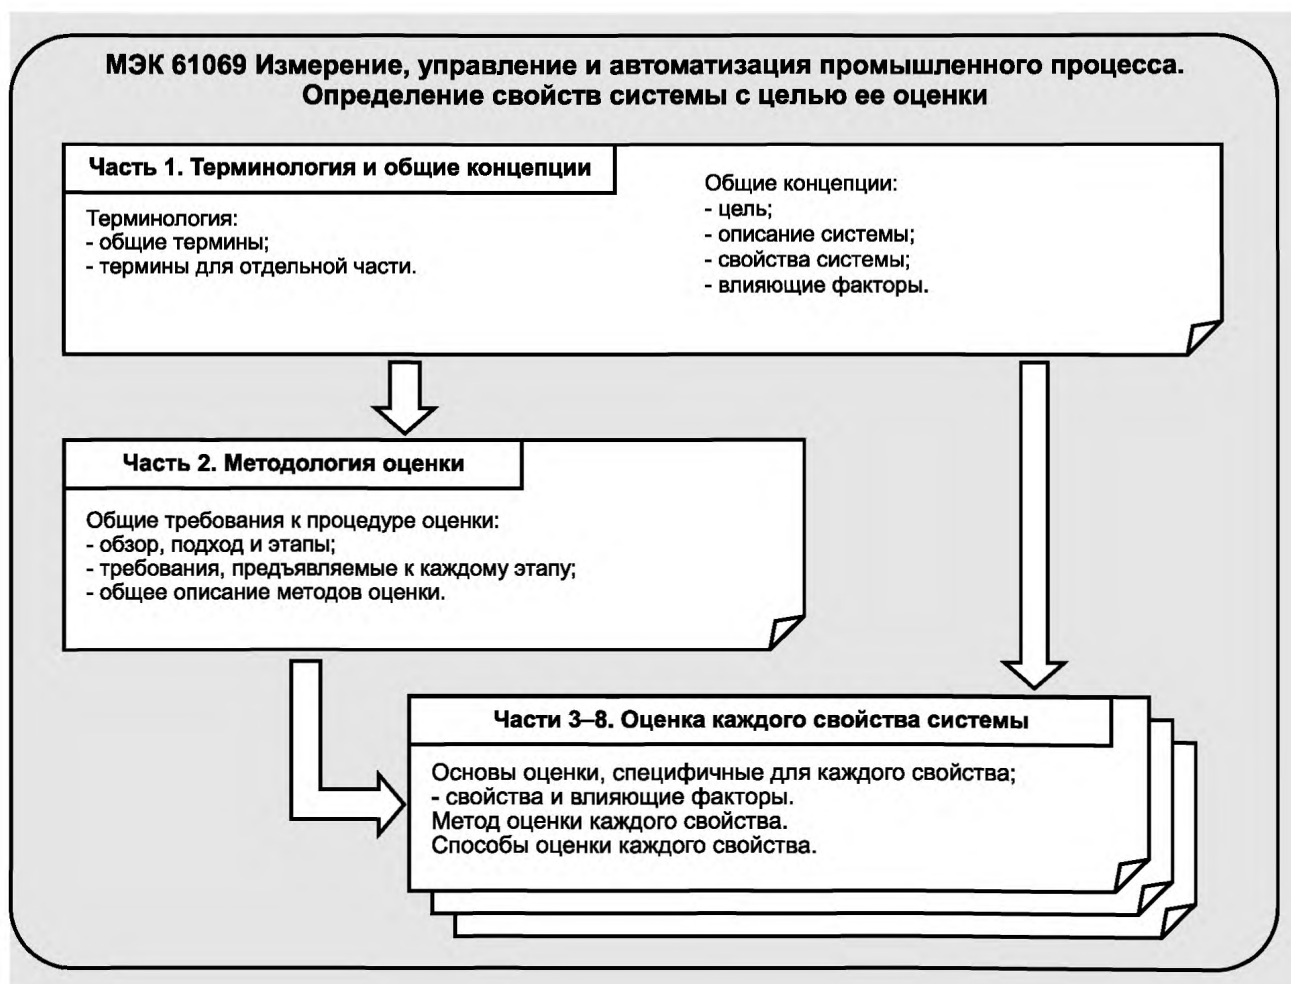 МЭК 61069 Измерение, управление и автоматизация промышленного процесса.
Определение свойств системы с целью ее оценки
Часть 1. Терминология и общие концепции
Терминология:
- общие термины;
- термины для отдельной части.
Общие концепции:
- цель;
- описание системы;
- свойства системы;
- влияющие факторы.
Часть 2. Методология оценки
Общие требования к процедуре оценки:
- обзор, подход и этапы;
- требования, предъявляемые к каждому этапу;
- общее описание методов оценки.
Части 3–8. Оценка каждого свойства системы
Основы оценки, специфичные для каждого свойства;
- свойства и влияющие факторы.
Метод оценки каждого свойства.
Способы оценки каждого свойства.